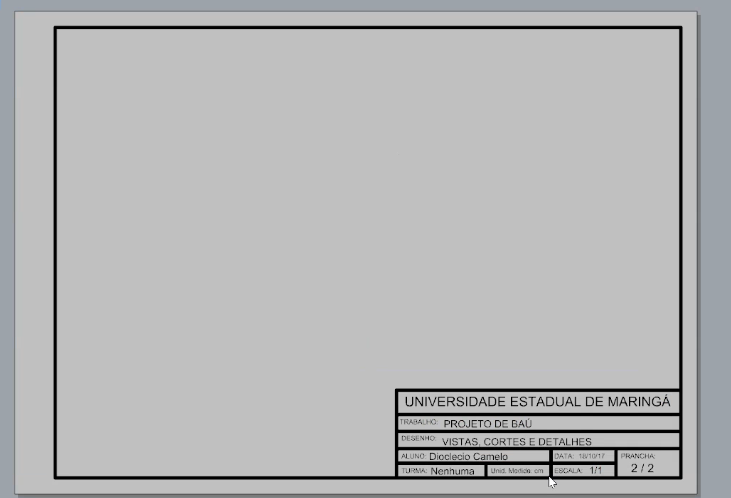 UNIVERSIDADE ESTADUAL DE MARINGÁ
TRABALHO: PROJETO DE BAÚ
DESENHO: VISTAS, CORTES E DETALHES
ALUNO: Dioclecio Camelo DATA: 18/10/17 PRANCHA:
TURMA: Nenhuma Unid. Medida: cm ESCALA: 1/1 2 / 2